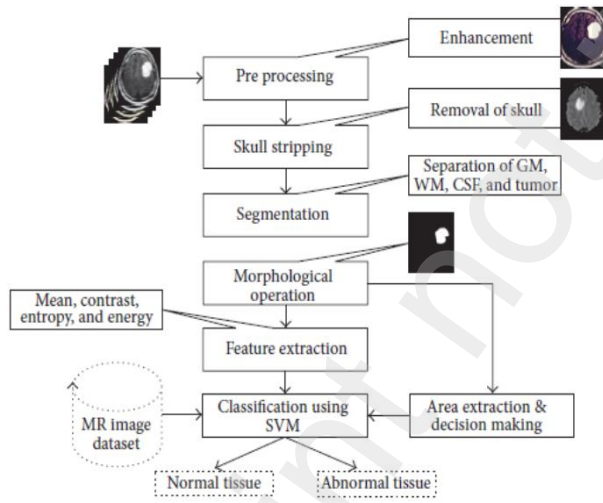 Enhancement
Pre processing
Removal of skull
Skull stripping
Separation of GM,
WM, CSF, and tumor
Segmentation
Morphological
operation
Mean, contrast,
entropy, and energy
Feature extraction
MR image
dataset
Classification using
SVM
Area extraction &
decision making
Normal tissue
Abnormal tissue